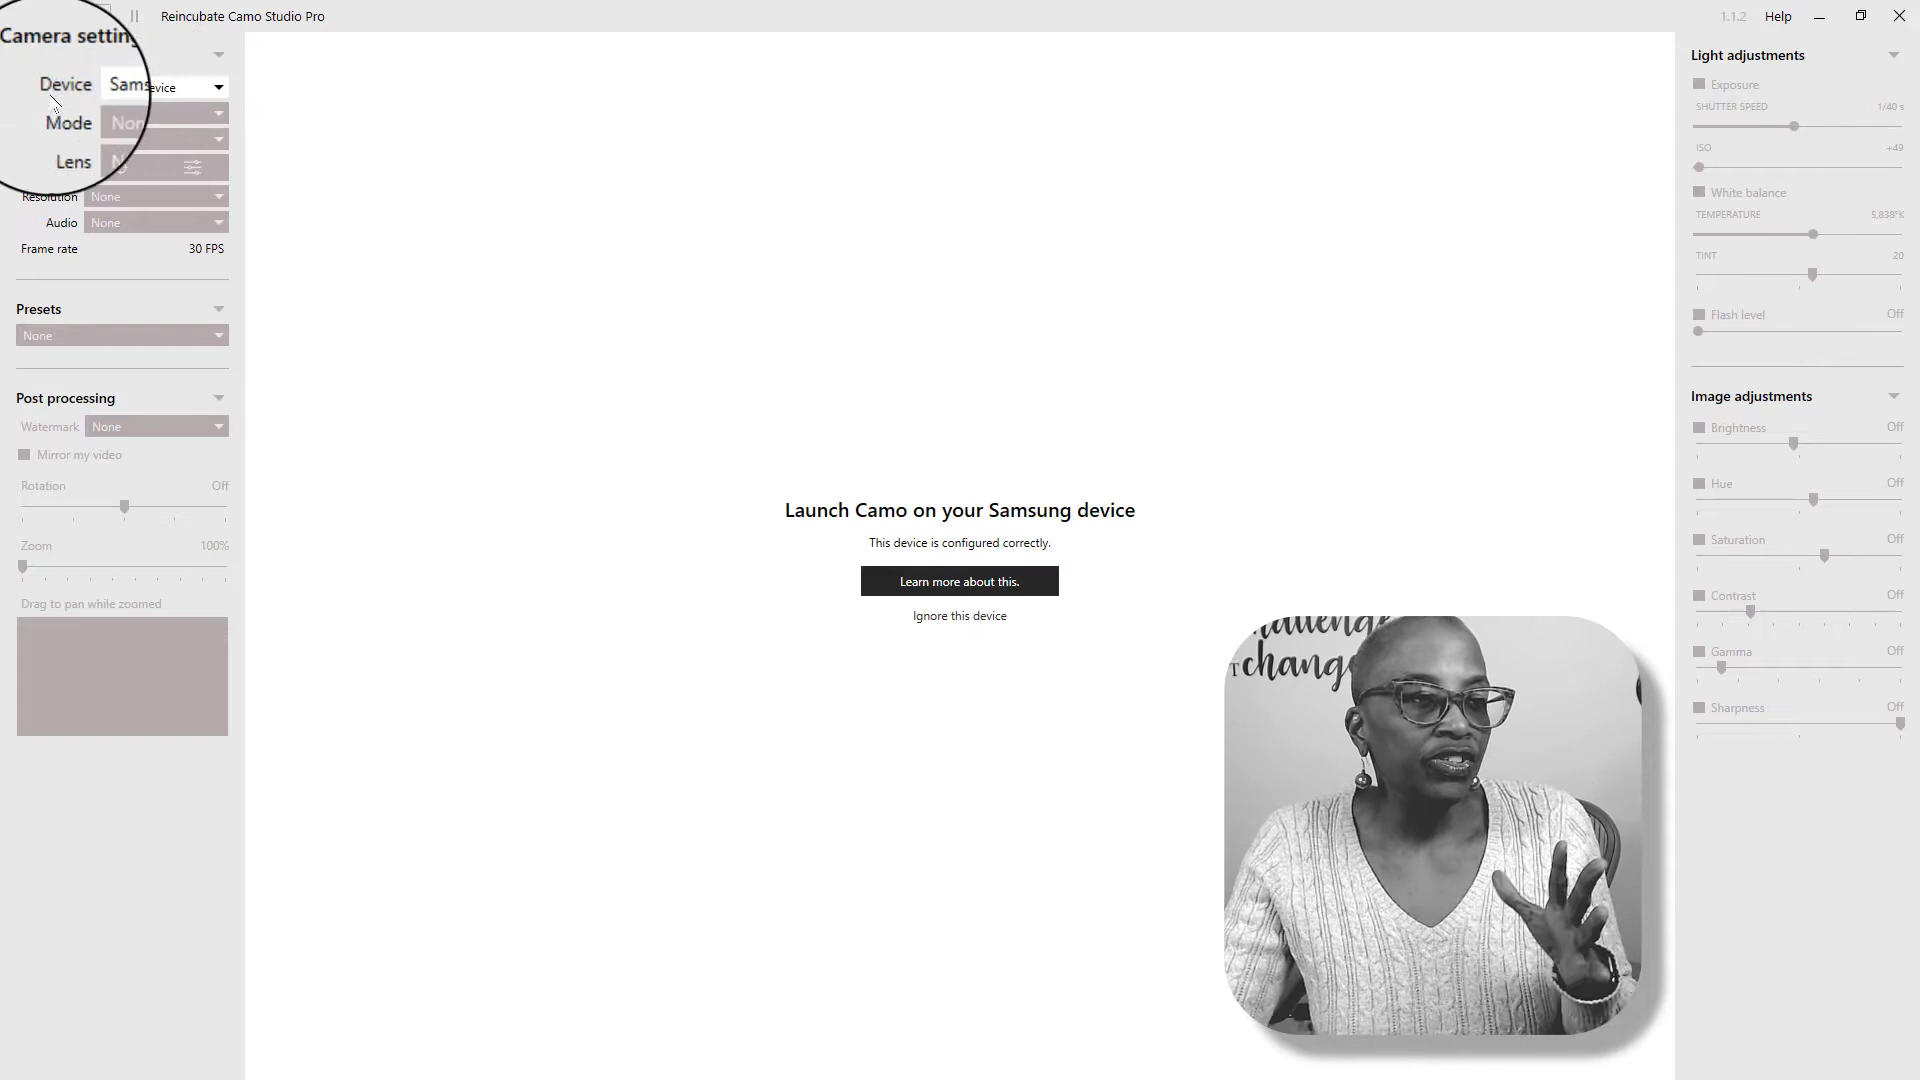 Reincubate Camo Studio Pro
1.1.2
Help
Camera settin
Device Sams evice
Mode Non
Lens
Resolution None
Audio None
Frame rate 30 FPS
Presets
None
Post processing
Watermark None
Mirror my video
Rotation Off
Zoom 100%
Drag to pan while zoomed
Launch Camo on your Samsung device
This device is configured correctly.
Learn more about this.
Ignore this device
challenge
T change
Light adjustments
Exposure
SHUTTER SPEED 1/40 s
ISO +49
White balance
TEMPERATURE 5,838°K
TINT 20
Flash level Off
Image adjustments
Brightness Off
Hue Off
Saturation Off
Contrast Off
Gamma Off
Sharpness Off